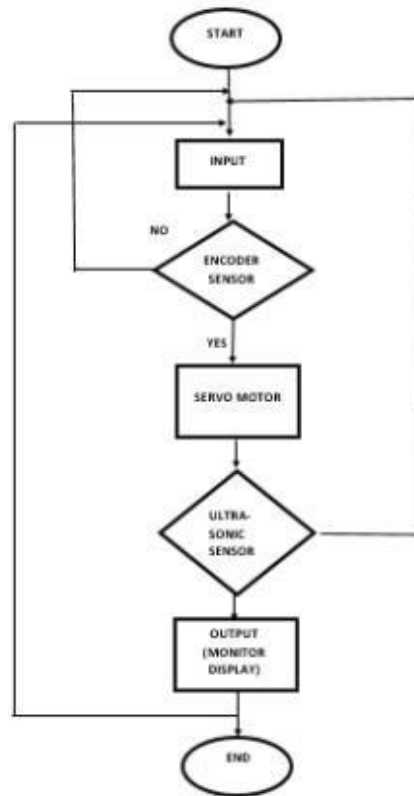 START
INPUT
NO
ENCODER
SENSOR
YES
SERVO MOTOR
ULTRA-
SONIC
SENSOR
OUTPUT
(MONITOR
DISPLAY)
END